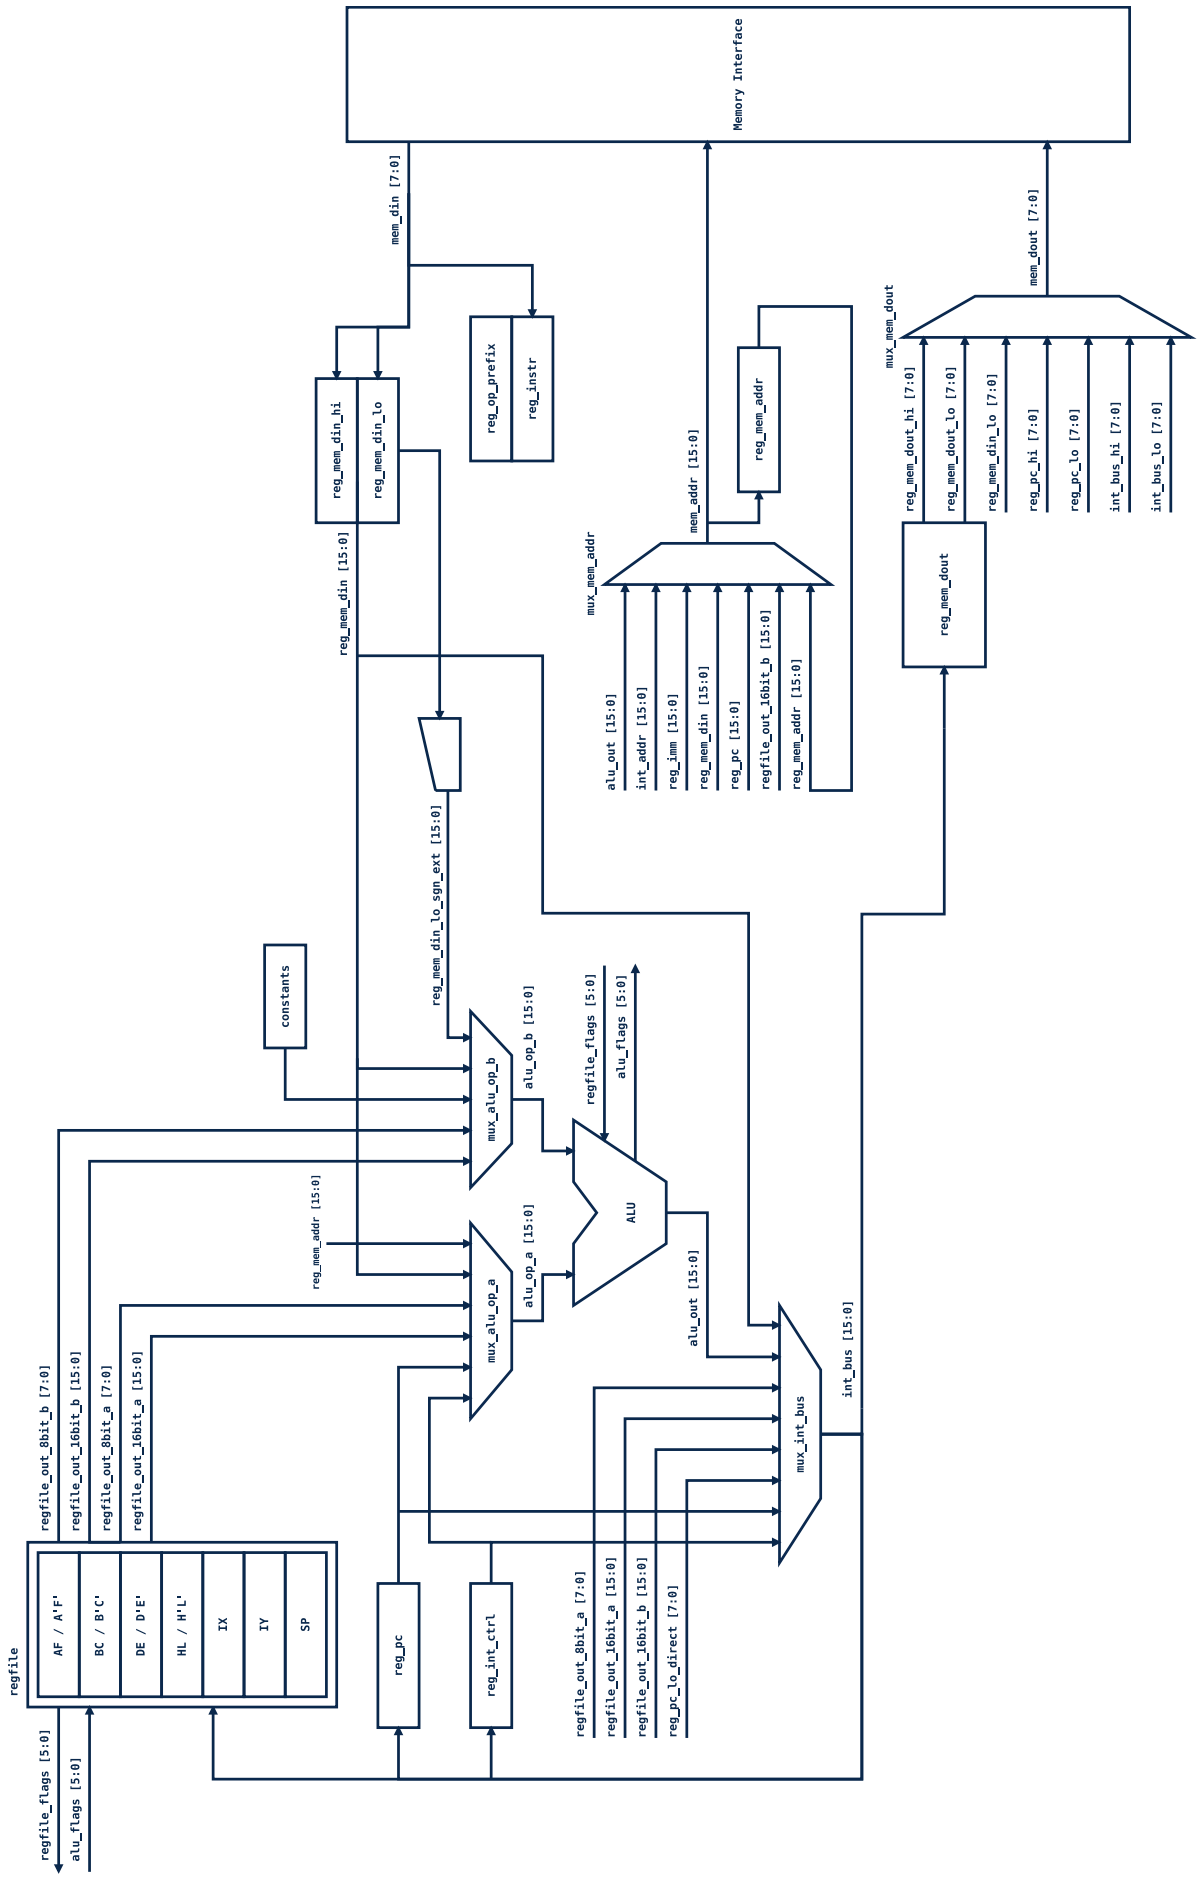 regfile
AF / A'F'
BC / B'C'
DE / D'E'
HL / H'L'
IX
IY
SP
regfile_flags [5:0]
alu_flags [5:0]
regfile_out_8bit_b [7:0]
regfile_out_16bit_b [15:0]
regfile_out_8bit_a [7:0]
regfile_out_16bit_a [15:0]
reg_pc
reg_int_ctrl
regfile_out_8bit_a [7:0]
regfile_out_16bit_a [15:0]
regfile_out_16bit_b [15:0]
reg_pc_lo_direct [7:0]
reg_mem_addr [15:0]
mux_alu_op_a
alu_op_a [15:0]
constants
mux_alu_op_b
alu_op_b [15:0]
regfile_flags [5:0]
alu_flags [5:0]
ALU
alu_out [15:0]
mux_int_bus
int_bus [15:0]
reg_mem_din_lo_sgn_ext [15:0]
reg_mem_din [15:0]
reg_mem_din_hi
reg_mem_din_lo
reg_op_prefix
reg_instr
mem_din [7:0]
mux_mem_addr
alu_out [15:0]
int_addr [15:0]
reg_imm [15:0]
reg_mem_din [15:0]
reg_pc [15:0]
regfile_out_16bit_b [15:0]
reg_mem_addr [15:0]
mem_addr [15:0]
reg_mem_addr
reg_mem_dout
mux_mem_dout
reg_mem_dout_hi [7:0]
reg_mem_dout_lo [7:0]
reg_mem_din_lo [7:0]
reg_pc_hi [7:0]
reg_pc_lo [7:0]
int_bus_hi [7:0]
int_bus_lo [7:0]
mem_dout [7:0]
Memory Interface